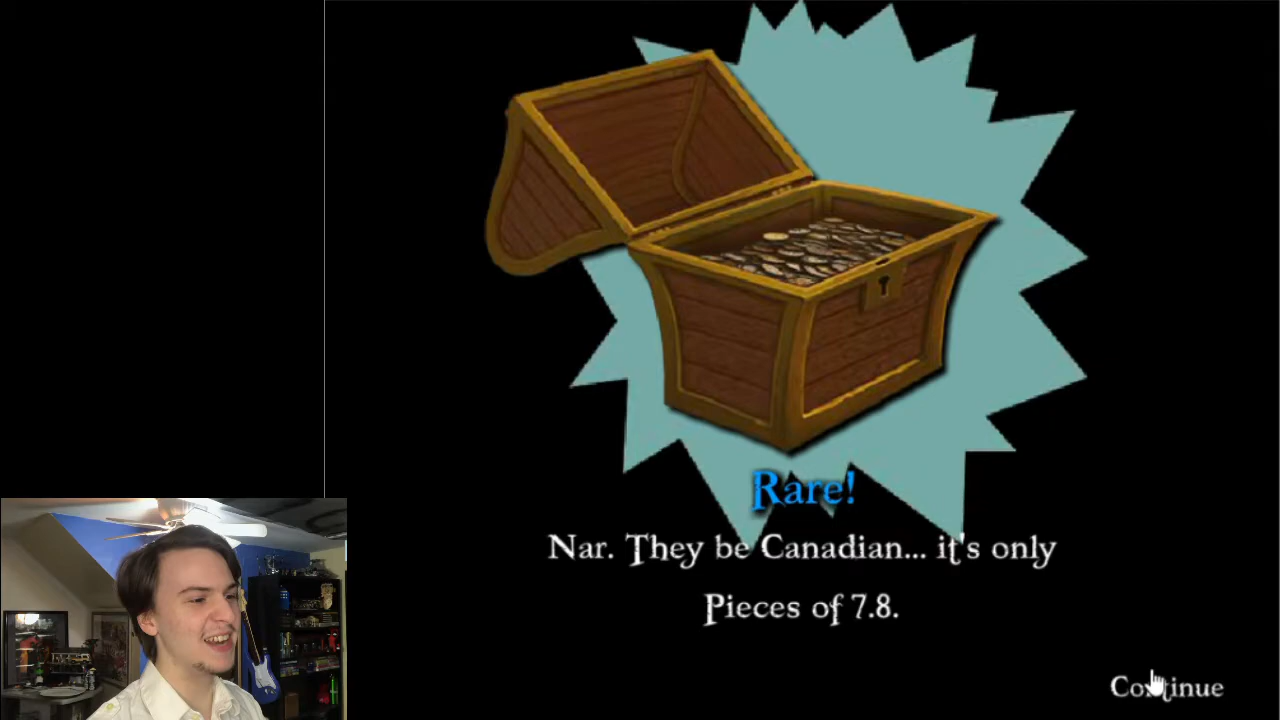 Rare!
Nar. They be Canadian... it's only
Pieces of 7.8.
Continue